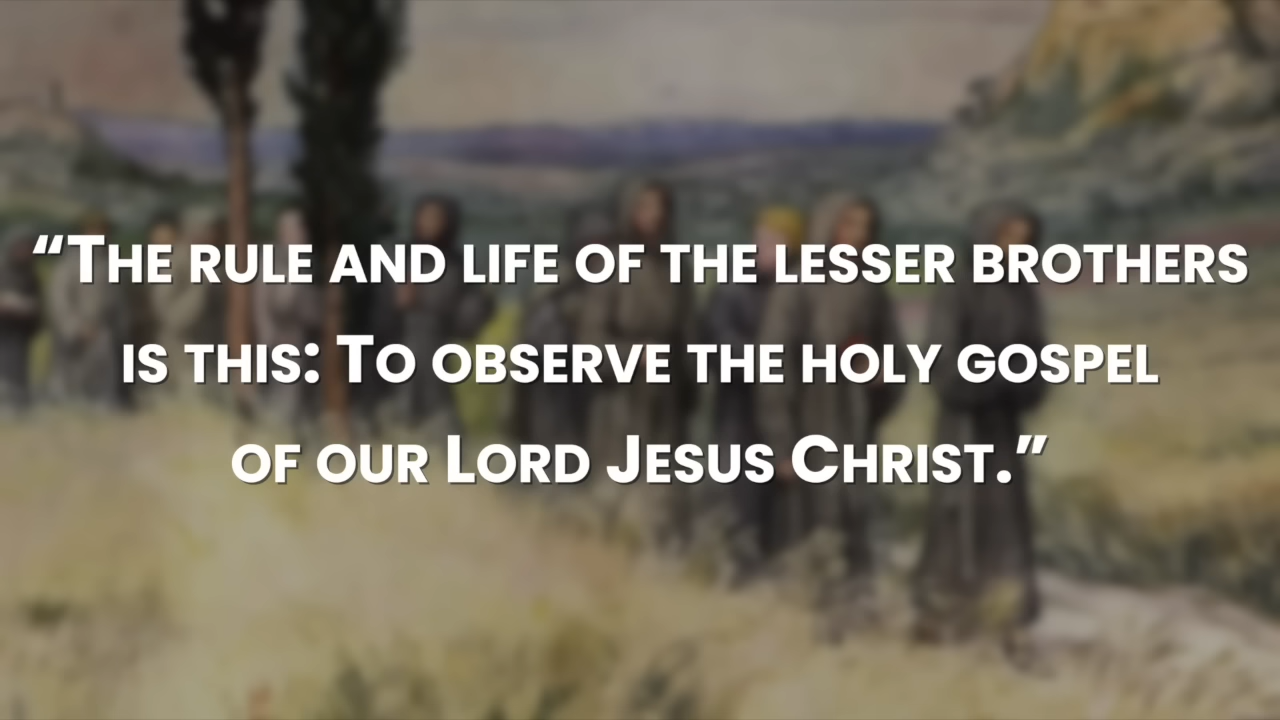 “The rule and life of the lesser brothers
is this: To observe the holy gospel
of our Lord Jesus Christ.”